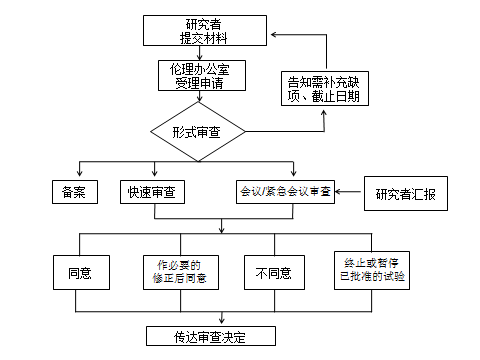 研究者
提交材料
伦理办公室
受理申请
告知需补充缺
项、截止日期
形式审查
备案
快速审查
会议/紧急会议审查
研究者汇报
同意
作必要的
修正后同意
不同意
终止或暂停
已批准的试验
传达审查决定